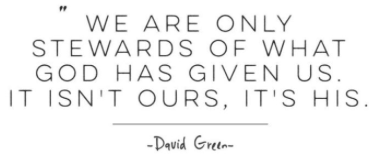 " WE ARE ONLY
STEWARDS OF WHAT
GOD HAS GIVEN US.
IT ISN'T OURS, IT'S HIS.
-David Green-